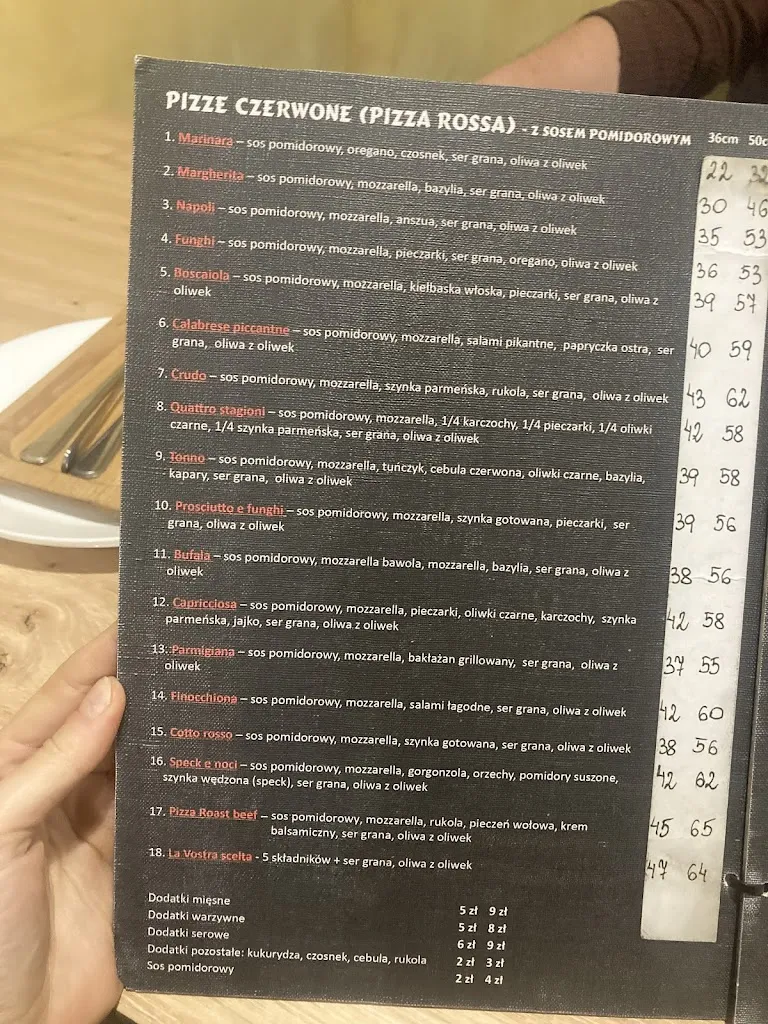 PIZZE CZERWONE (PIZZA ROSSA) - Z SOSEM POMIDOROWYM 36cm 50c
1. Marinara – sos pomidorowy, oregano, czosnek, ser grana, oliwa z oliwek 22 32
2. Margherita – sos pomidorowy, mozzarella, bazylia, ser grana, oliwa z oliwek 30 46
3. Napoli – sos pomidorowy, mozzarella, anszua, ser grana, oliwa z oliwek 35 53
4. Funghi – sos pomidorowy, mozzarella, pieczarki, ser grana, oregano, oliwa z oliwek 36 53
5. Boscaiola – sos pomidorowy, mozzarella, kiełbaska włoska, pieczarki, ser grana, oliwa z 39 57
oliwek
6. Calabrese piccantne – sos pomidorowy, mozzarella, salami pikantne, papryczka ostra, ser 40 59
grana, oliwa z oliwek
7. Crudo – sos pomidorowy, mozzarella, szynka parmeńska, rukola, ser grana, oliwa z oliwek 43 62
8. Quattro stagioni – sos pomidorowy, mozzarella, 1/4 karczochy, 1/4 pieczarki, 1/4 oliwki 42 58
czarne, 1/4 szynka parmeńska, ser grana, oliwa z oliwek
9. Tonno – sos pomidorowy, mozzarella, tuńczyk, cebula czerwona, oliwki czarne, bazylia, 39 58
kapary, ser grana, oliwa z oliwek
10. Prosciutto e funghi – sos pomidorowy, mozzarella, szynka gotowana, pieczarki, ser 39 56
grana, oliwa z oliwek
11. Bufala – sos pomidorowy, mozzarella bawola, mozzarella, bazylia, ser grana, oliwa z 38 56
oliwek
12. Capricciosa – sos pomidorowy, mozzarella, pieczarki, oliwki czarne, karczochy, szynka 42 58
parmeńska, jajko, ser grana, oliwa z oliwek
13. Parmigiana – sos pomidorowy, mozzarella, bakłażan grillowany, ser grana, oliwa z 37 55
oliwek
14. Finocchiona – sos pomidorowy, mozzarella, salami łagodne, ser grana, oliwa z oliwek 42 60
15. Cotto rosso – sos pomidorowy, mozzarella, szynka gotowana, ser grana, oliwa z oliwek 38 56
16. Speck e noci – sos pomidorowy, mozzarella, gorgonzola, orzechy, pomidory suszone, 42 62
szynka wędzona (speck), ser grana, oliwa z oliwek
17. Pizza Roast beef – sos pomidorowy, mozzarella, rukola, pieczeń wołowa, krem 45 65
balsamiczny, ser grana, oliwa z oliwek
18. La Vostra scelta - 5 składników + ser grana, oliwa z oliwek 47 64
Dodatki mięsne 5 zł 9 zł
Dodatki warzywne 5 zł 8 zł
Dodatki serowe 6 zł 9 zł
Dodatki pozostałe: kukurydza, czosnek, cebula, rukola 2 zł 3 zł
Sos pomidorowy 2 zł 4 zł